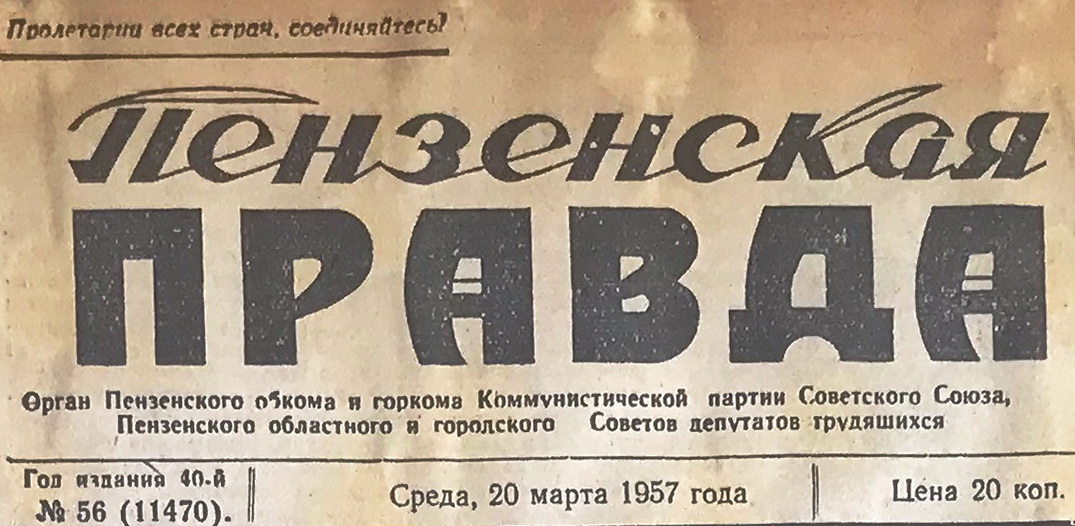 Пролетарии всех стран, соединяйтесь!
Пензенская
ПРАВДА
Орган Пензенского обкома и горкома Коммунистической партии Советского Союза,
Пензенского областного и городского Советов депутатов трудящихся
Год издания 40-й
№ 56 (11470).
Среда, 20 марта 1957 года
Цена 20 коп.